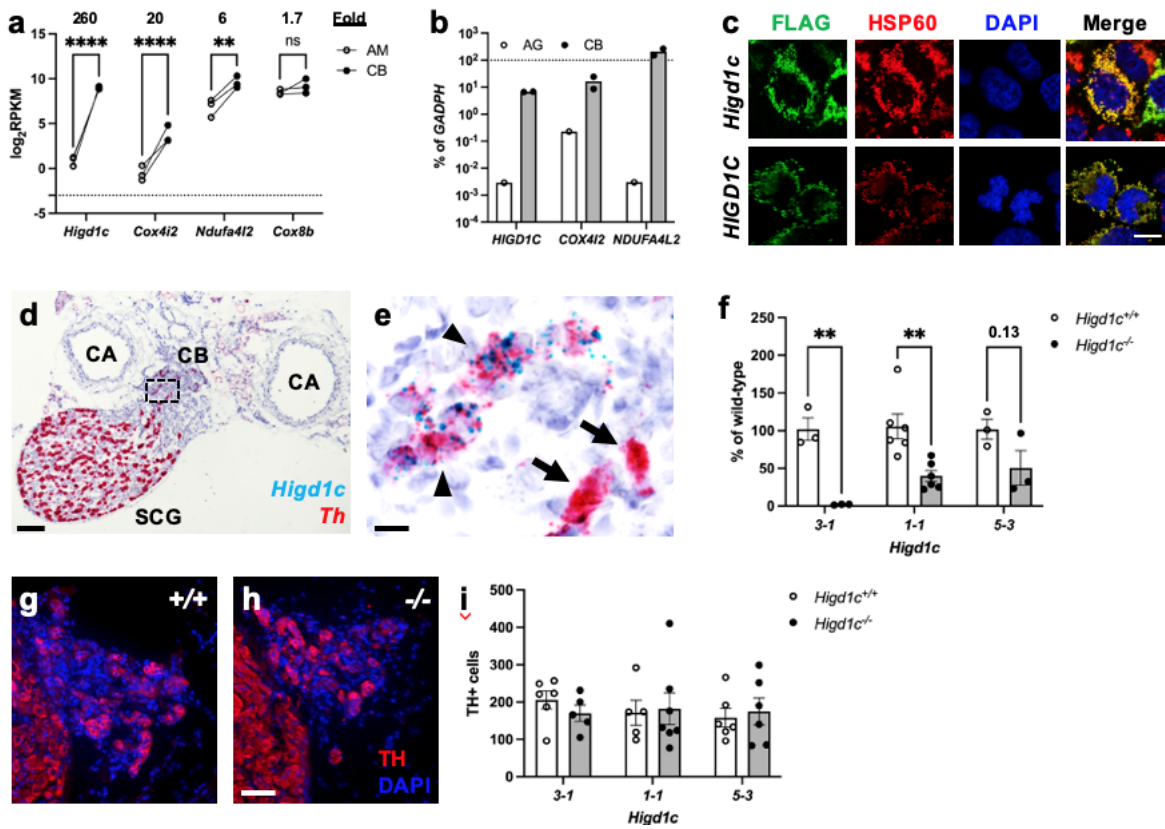 a
260 20 6 1.7 Fold
**** **** ** ns
AM
CB
log2RPKM
15
10
5
0
-5
Higd1c Cox4i2 Ndufa4l2 Cox8b
b
AG CB
% of GADPH
10^4
10^3
10^2
10^1
10^0
10^-1
10^-2
10^-3
10^-4
HIGD1C COX4I2 NDUFA4L2
c
FLAG HSP60 DAPI Merge
Higd1c
HIGD1C
d
CA CB CA
SCG
Higd1c
Th
e
f
Higd1c+/+
Higd1c-/-
** ** 0.13
% of wild-type
250
200
150
100
50
0
3-1 1-1 5-3
Higd1c
g +/+
h -/-
TH
DAPI
i
Higd1c+/+
Higd1c-/-
TH+ cells
500
400
300
200
100
0
3-1 1-1 5-3
Higd1c